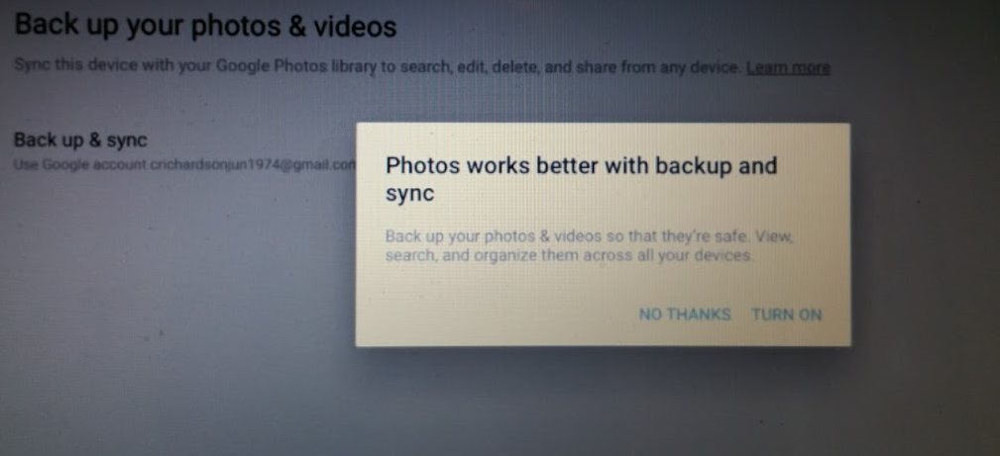 Back up your photos & videos
Sync this device with your Google Photos library to search, edit, delete, and share from any device. Learn more
Back up & sync
Use Google account crichardsonjun1974@gmail.con
Photos works better with backup and
sync
Back up your photos & videos so that they're safe. View,
search, and organize them across all your devices.
NO THANKS TURN ON